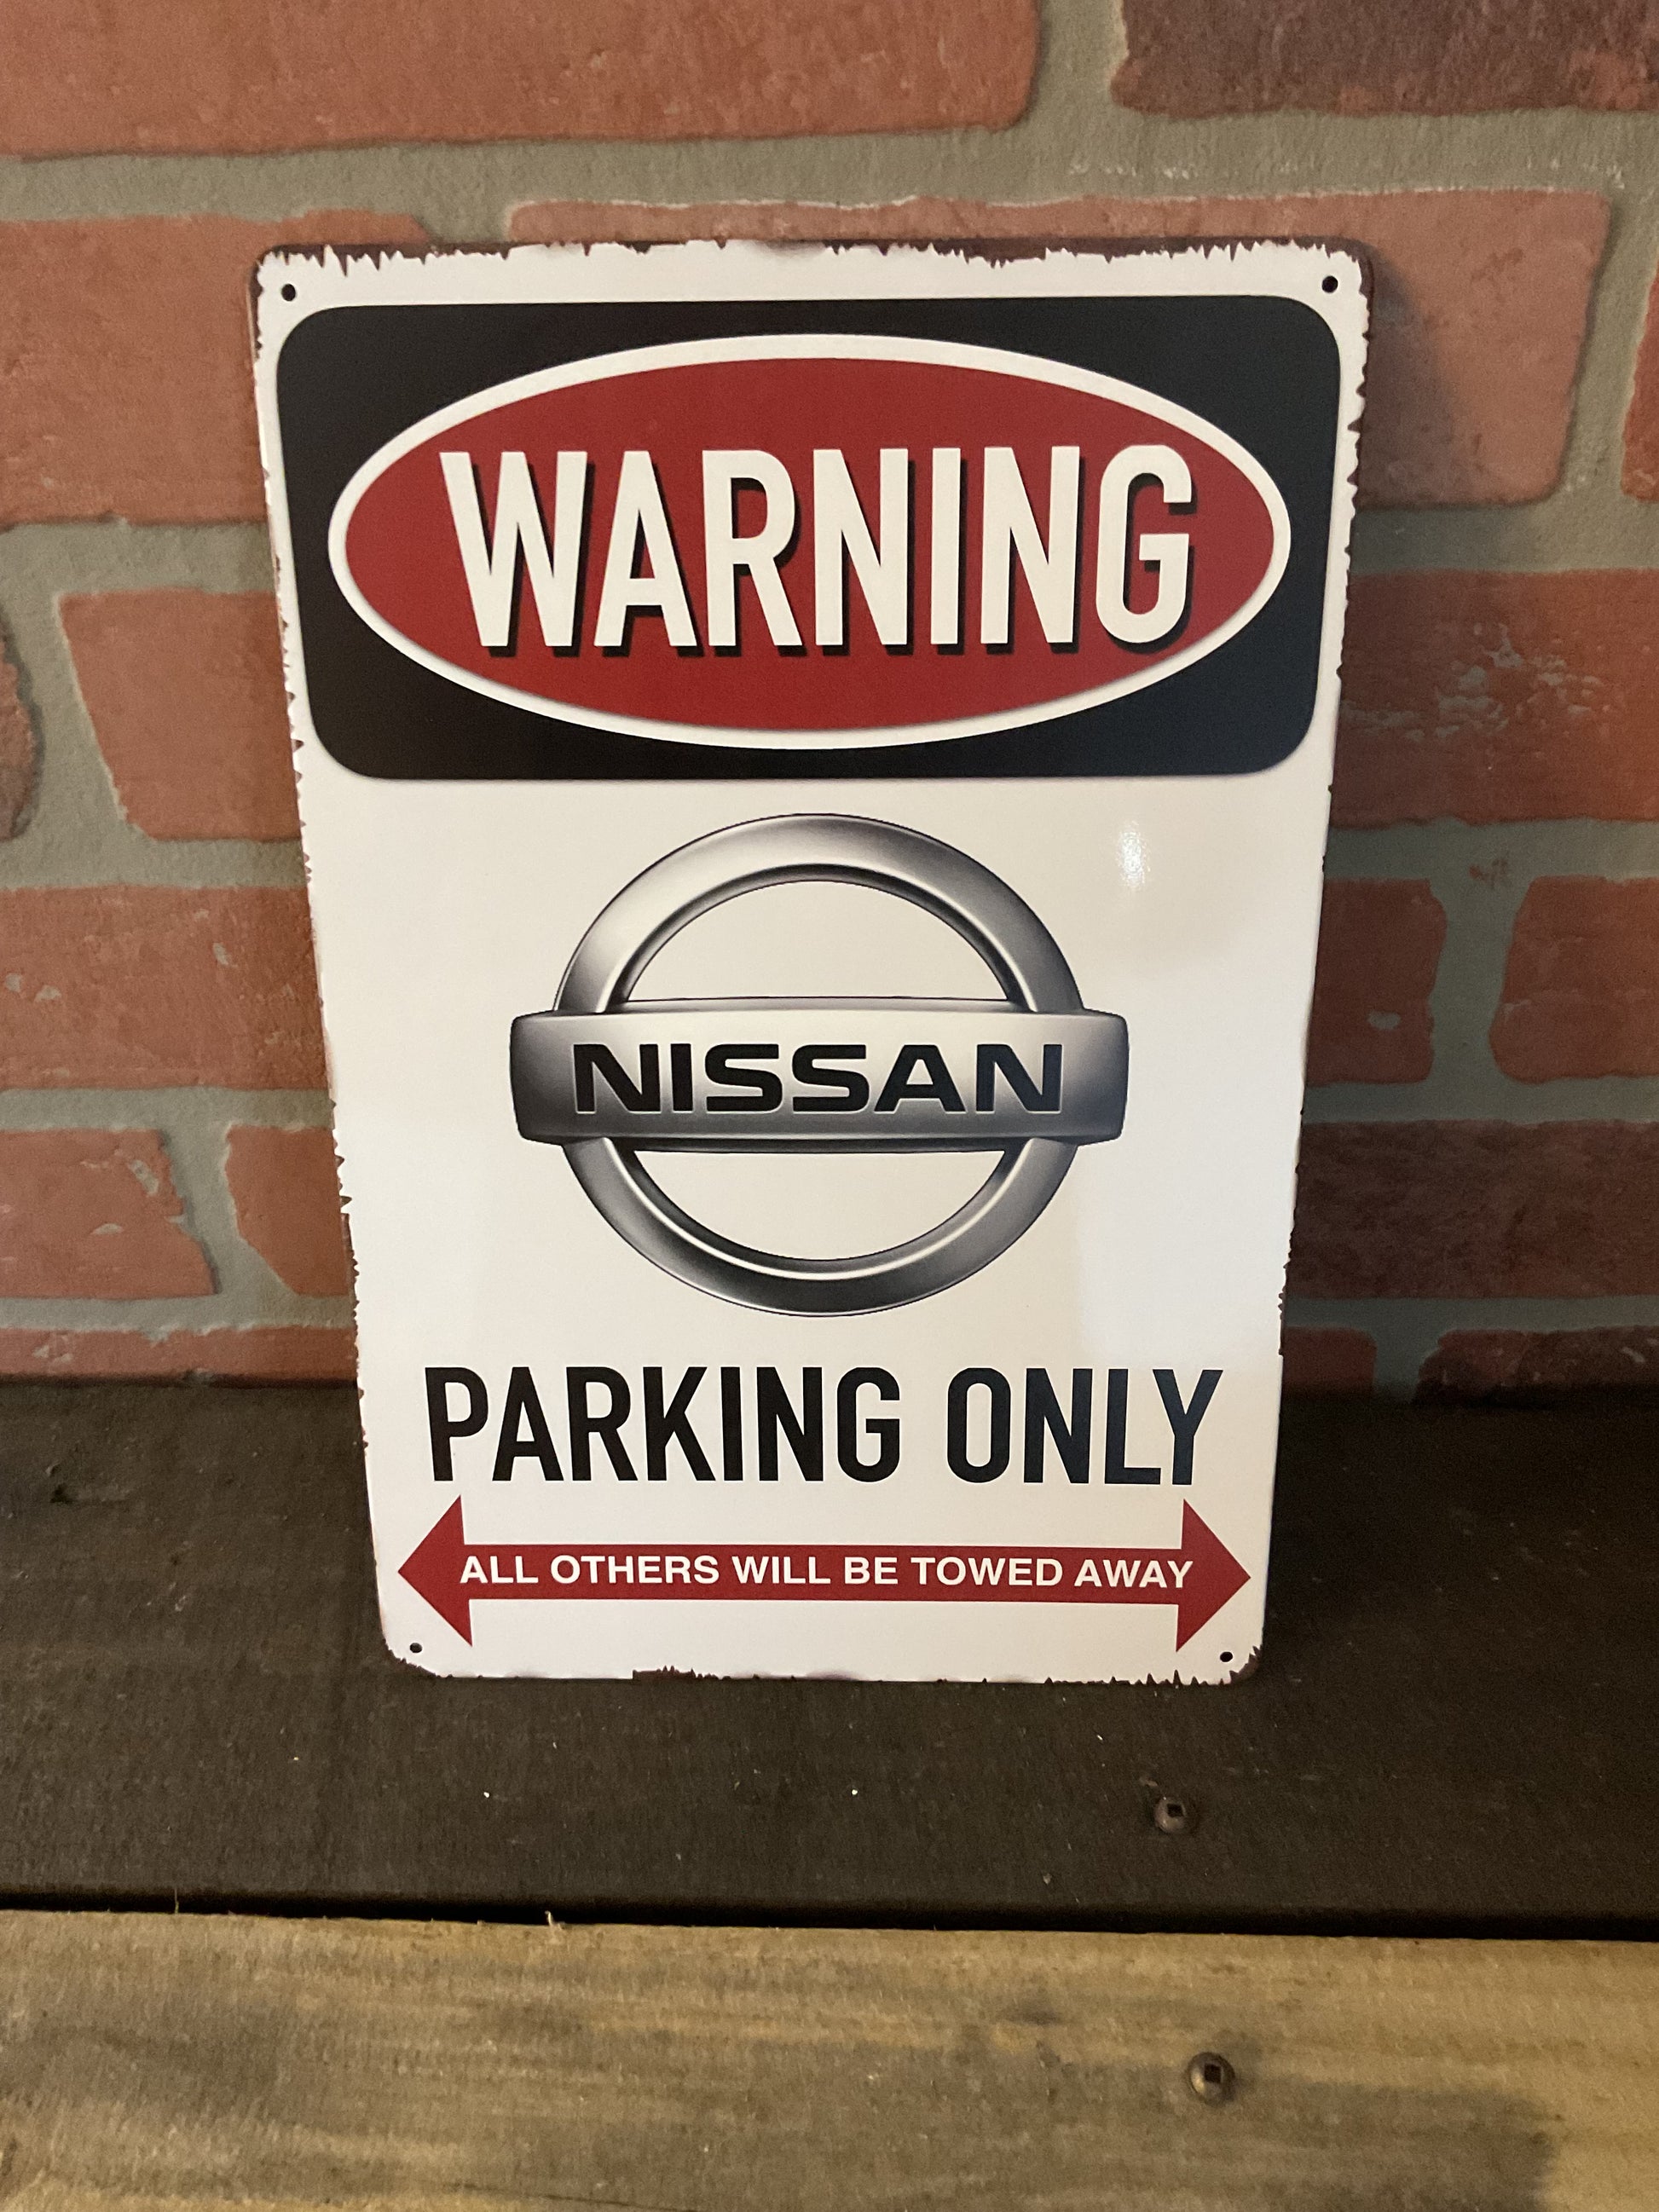 WARNING
NISSAN
PARKING ONLY
ALL OTHERS WILL BE TOWED AWAY